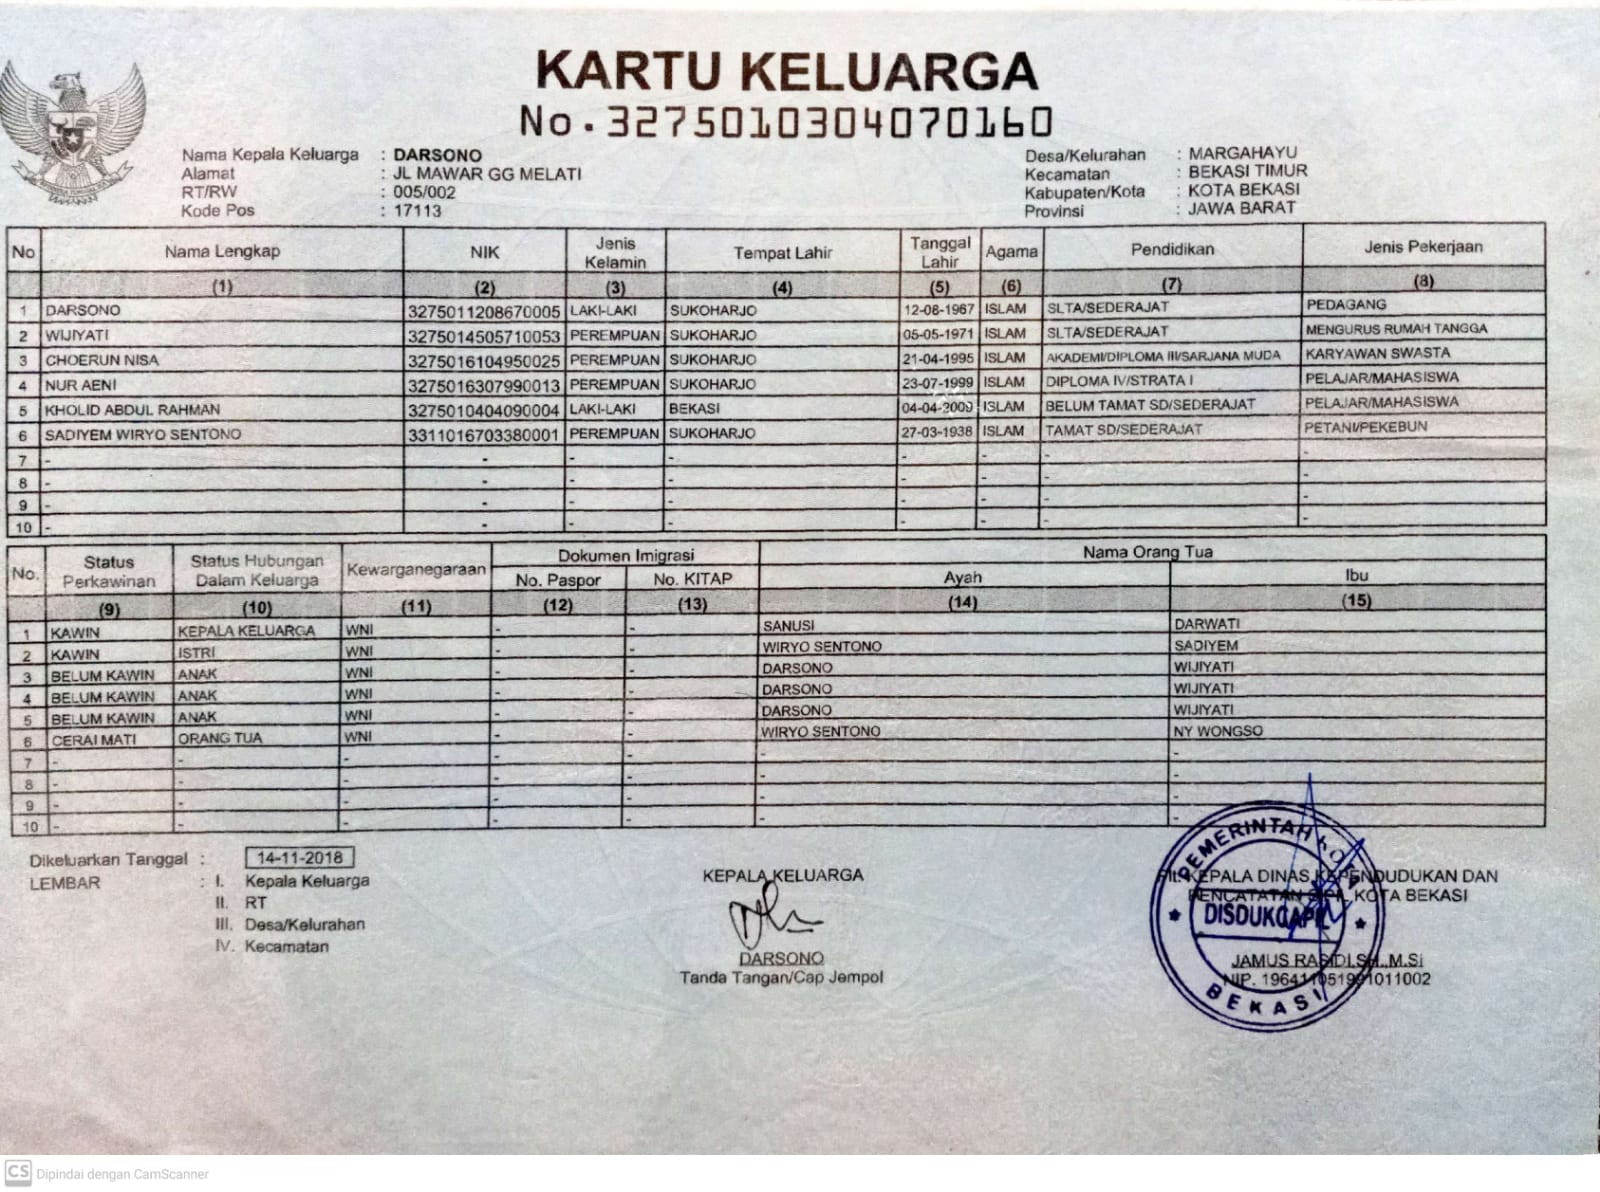 KARTU KELUARGA
No.3275010304070160
Nama Kepala Keluarga : DARSONO
Alamat : JL MAWAR GG MELATI
RT/RW : 005/002
Kode Pos : 17113
Desa/Kelurahan : MARGAHAYU
Kecamatan : BEKASI TIMUR
Kabupaten/Kota : KOTA BEKASI
Provinsi : JAWA BARAT
No Nama Lengkap NIK Jenis Kelamin Tempat Lahir Tanggal Lahir Agama Pendidikan Jenis Pekerjaan
(1) (2) (3) (4) (5) (6) (7) (8)
1 DARSONO 3275011208670005 LAKI-LAKI SUKOHARJO 12-08-1967 ISLAM SLTA/SEDERAJAT PEDAGANG
2 WIJIYATI 3275014505710053 PEREMPUAN SUKOHARJO 05-05-1971 ISLAM SLTA/SEDERAJAT MENGURUS RUMAH TANGGA
3 CHOERUN NISA 3275016104950025 PEREMPUAN SUKOHARJO 21-04-1995 ISLAM AKADEMI/DIPLOMA III/SARJANA MUDA KARYAWAN SWASTA
4 NUR AENI 3275016307990013 PEREMPUAN SUKOHARJO 23-07-1999 ISLAM DIPLOMA IV/STRATA I PELAJAR/MAHASISWA
5 KHOLID ABDUL RAHMAN 3275010404090004 LAKI-LAKI BEKASI 04-04-2009 ISLAM BELUM TAMAT SD/SEDERAJAT PELAJAR/MAHASISWA
6 SADIYEM WIRYO SENTONO 3311016703380001 PEREMPUAN SUKOHARJO 27-03-1938 ISLAM TAMAT SD/SEDERAJAT PETANI/PEKEBUN
7 - - - - - - - -
8 - - - - - - - -
9 - - - - - - - -
10 - - - - - - - -
No. Status Perkawinan Status Hubungan Dalam Keluarga Kewarganegaraan Dokumen Imigrasi Nama Orang Tua
No. Paspor No. KITAP Ayah Ibu
(9) (10) (11) (12) (13) (14) (15)
1 KAWIN KEPALA KELUARGA WNI - - SANUSI DARWATI
2 KAWIN ISTRI WNI - - WIRYO SENTONO SADIYEM
3 BELUM KAWIN ANAK WNI - - DARSONO WIJIYATI
4 BELUM KAWIN ANAK WNI - - DARSONO WIJIYATI
5 BELUM KAWIN ANAK WNI - - DARSONO WIJIYATI
6 CERAI MATI ORANG TUA WNI - - WIRYO SENTONO NY WONGSO
7 - - - - - - -
8 - - - - - - -
9 - - - - - - -
10 - - - - - - -
Dikeluarkan Tanggal : 14-11-2018
LEMBAR : I. Kepala Keluarga
II. RT
III. Desa/Kelurahan
IV. Kecamatan
KEPALA KELUARGA
DARSONO
Tanda Tangan/Cap Jempol
KEPALA DINAS KEPENDUDUKAN DAN
PENCATATAN SIPIL KOTA BEKASI
JAMUS RASIDI,SH.,M.Si
NIP. 196411051991011002
PEMERINTAH KOTA
DISDUKCAPIL
BEKASI
CS Dipindai dengan CamScanner